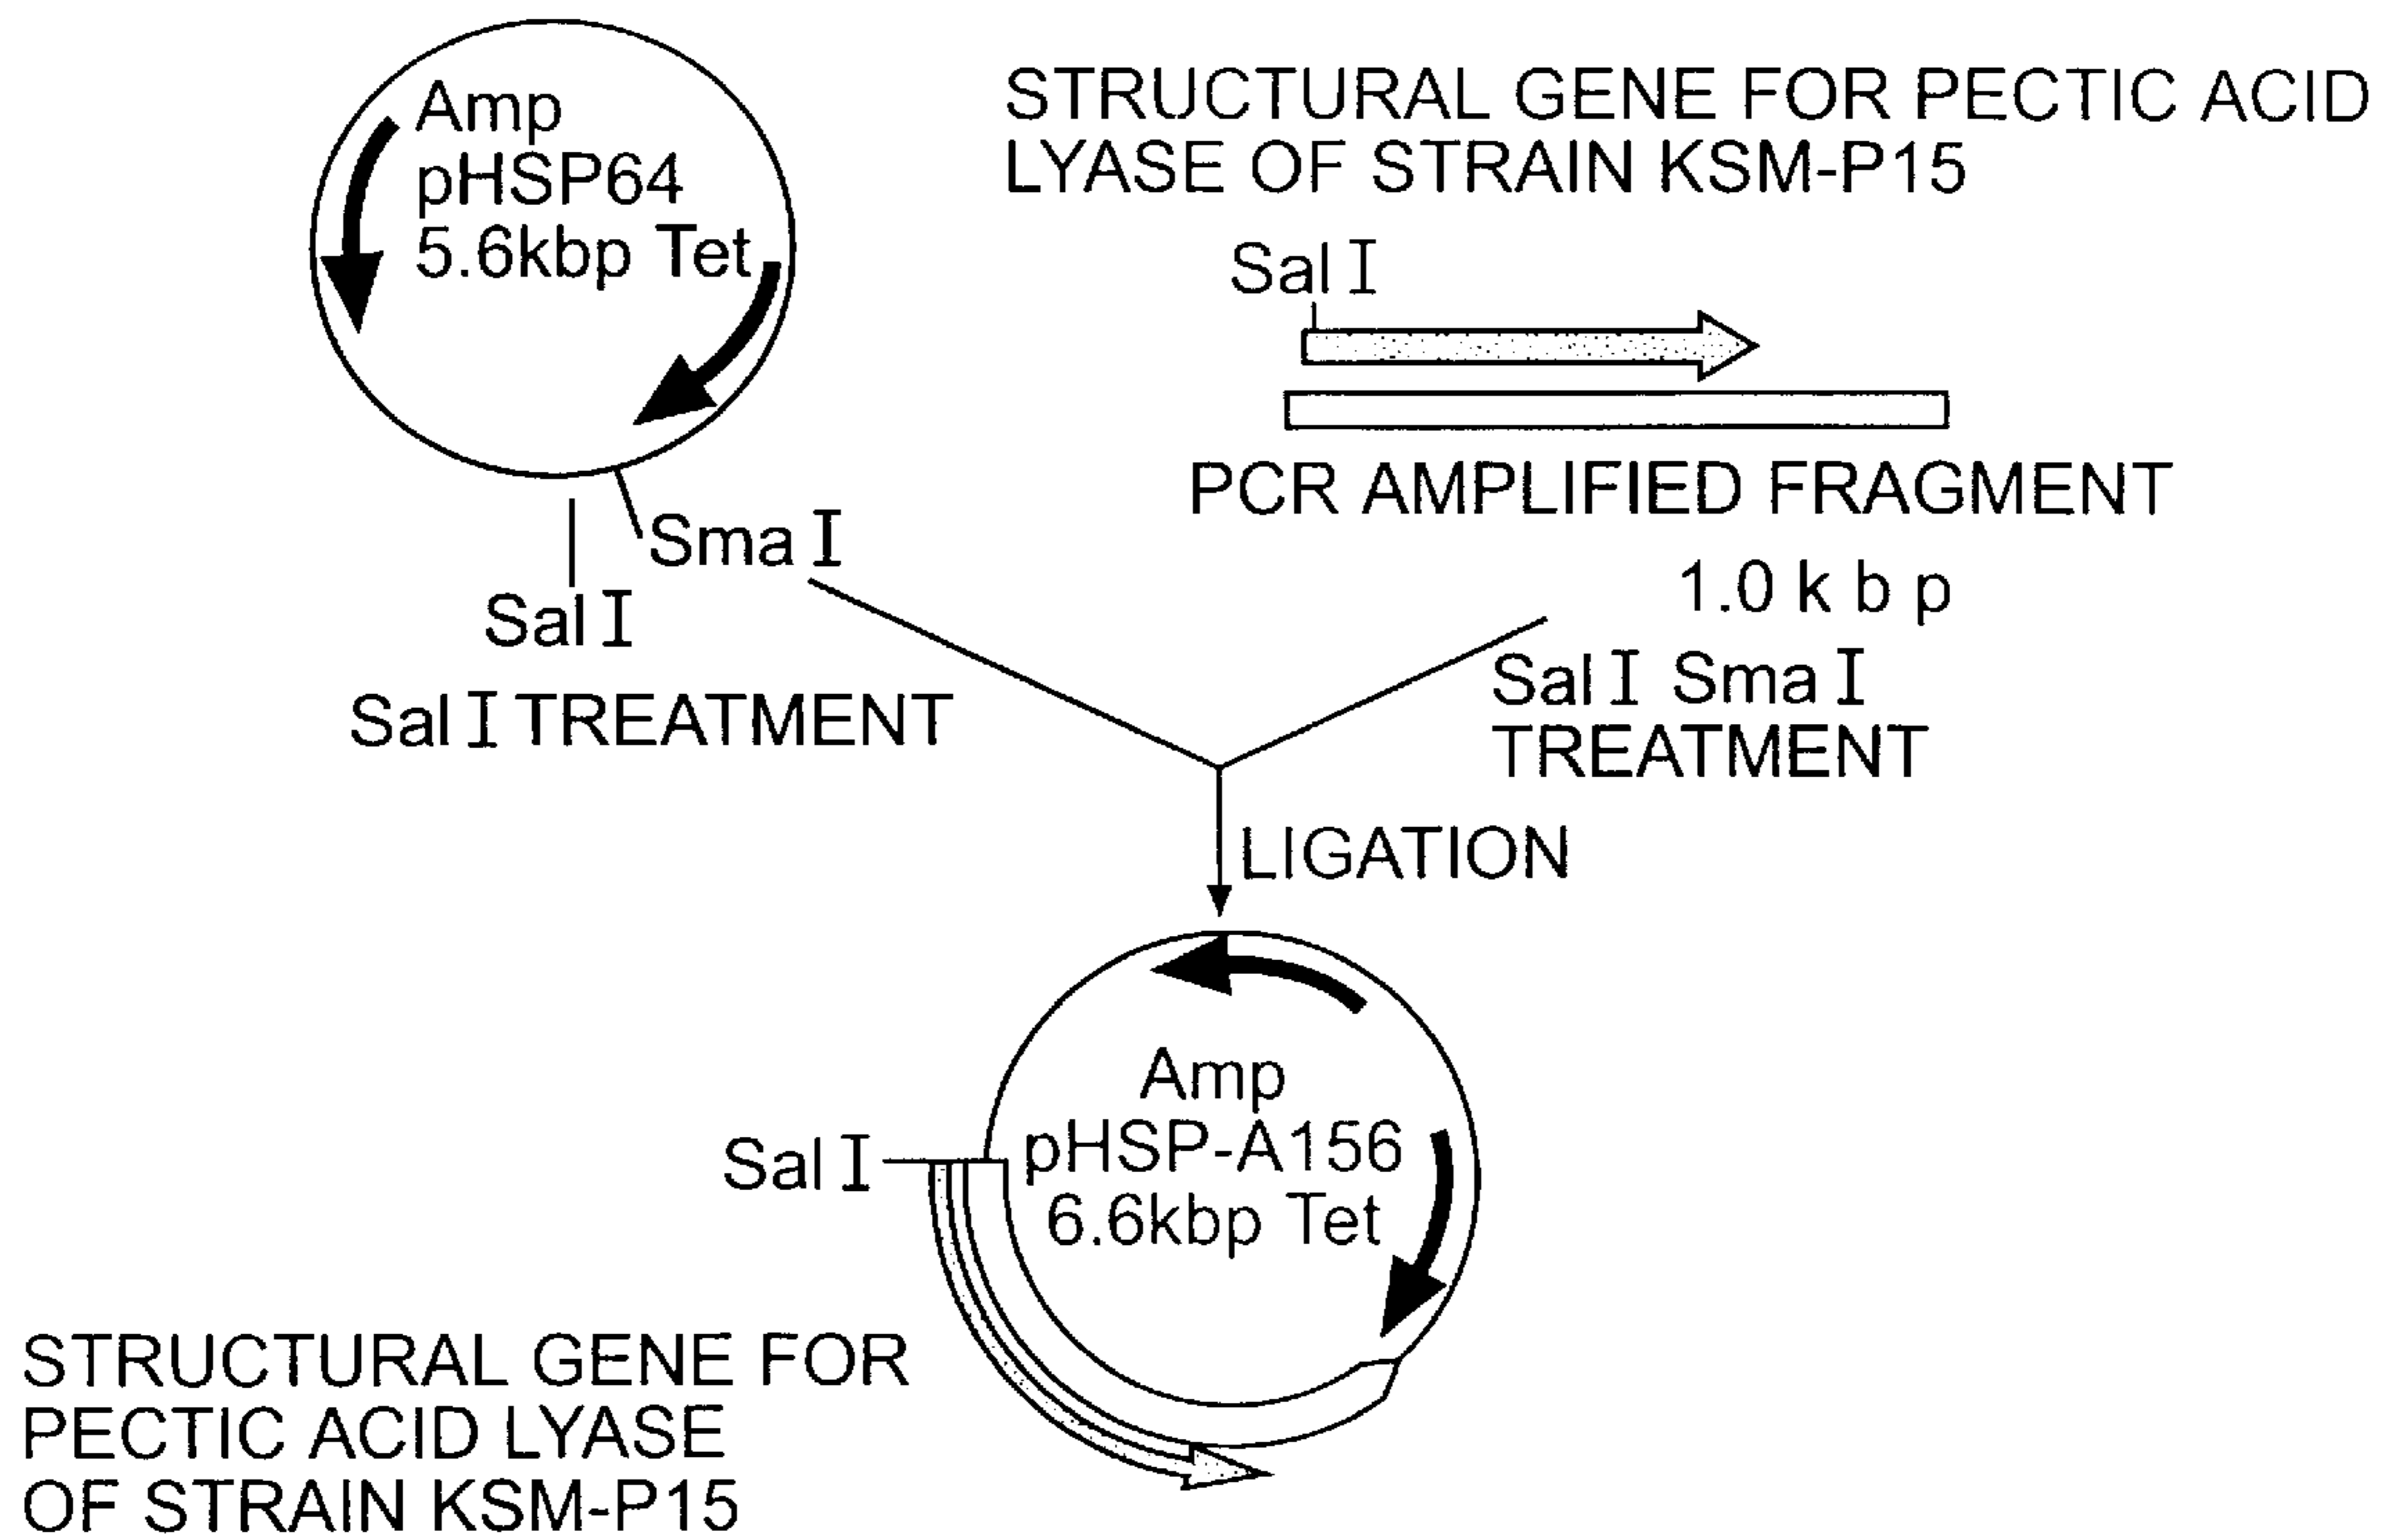 Amp
pHSP64
5.6kbp Tet
STRUCTURAL GENE FOR PECTIC ACID
LYASE OF STRAIN KSM-P15
Sal I
PCR AMPLIFIED FRAGMENT
1.0 k b p
Sma I
Sal I
Sal I TREATMENT
Sal I Sma I
TREATMENT
LIGATION
Amp
pHSP-A156
6.6kbp Tet
Sal I
STRUCTURAL GENE FOR
PECTIC ACID LYASE
OF STRAIN KSM-P15